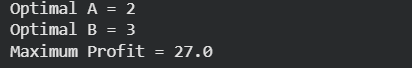 Optimal A = 2
Optimal B = 3
Maximum Profit = 27.0